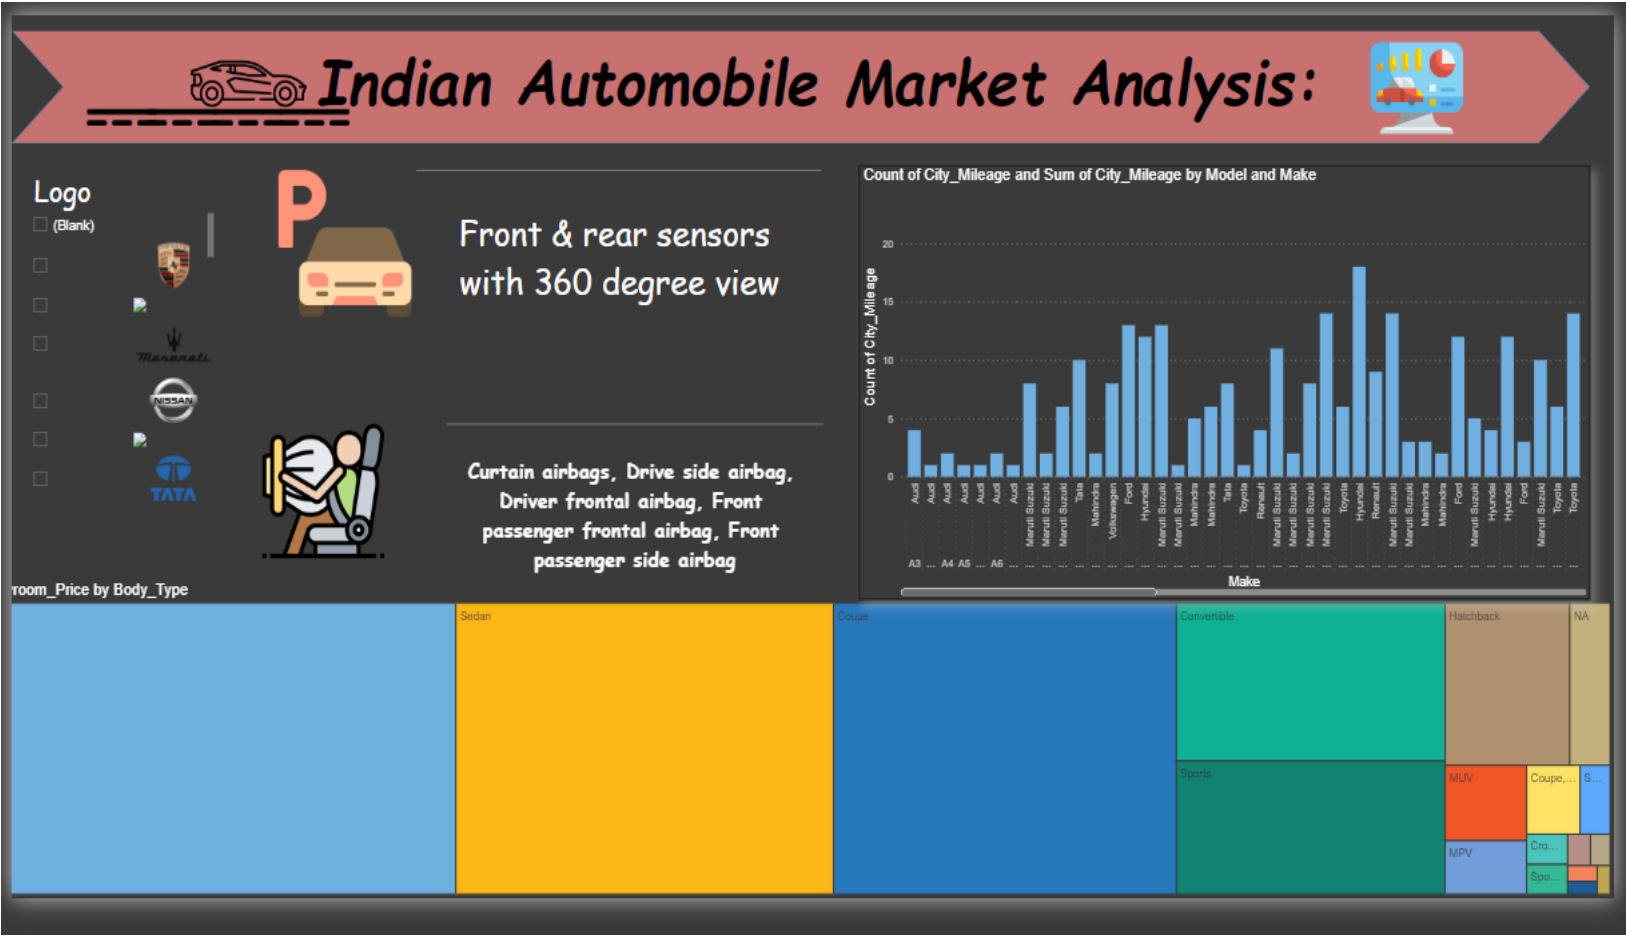 Indian Automobile Market Analysis:
Logo
(Blank)
Maserati
NISSAN
TATA
P
Front & rear sensors
with 360 degree view
Curtain airbags, Drive side airbag,
Driver frontal airbag, Front
passenger frontal airbag, Front
passenger side airbag
Count of City_Mileage and Sum of City_Mileage by Model and Make
Count of City_Mileage
20
15
10
5
0
Audi Audi Audi Audi Audi Audi Audi Maruti Suzuki Maruti Suzuki Maruti Suzuki Tata Mahindra Volkswagen Ford Hyundai Maruti Suzuki Maruti Suzuki Mahindra Mahindra Tata Toyota Renault Maruti Suzuki Maruti Suzuki Maruti Suzuki Maruti Suzuki Toyota Hyundai Renault Maruti Suzuki Maruti Suzuki Mahindra Mahindra Ford Maruti Suzuki Hyundai Hyundai Ford Maruti Suzuki Toyota Toyota
A3 ... A4 A5 ... A6 ... ... ... ... ... ... ... ... ... ... ... ... ... ... ... ... ... ... ... ... ... ... ... ... ... ... ... ... ... ... ... ... ... ... ...
Make
room_Price by Body_Type
Sedan
Coupe
Convertible
Hatchback
NA
Sports
MUV
Coupe,...
S...
MPV
Cro...
Spo...